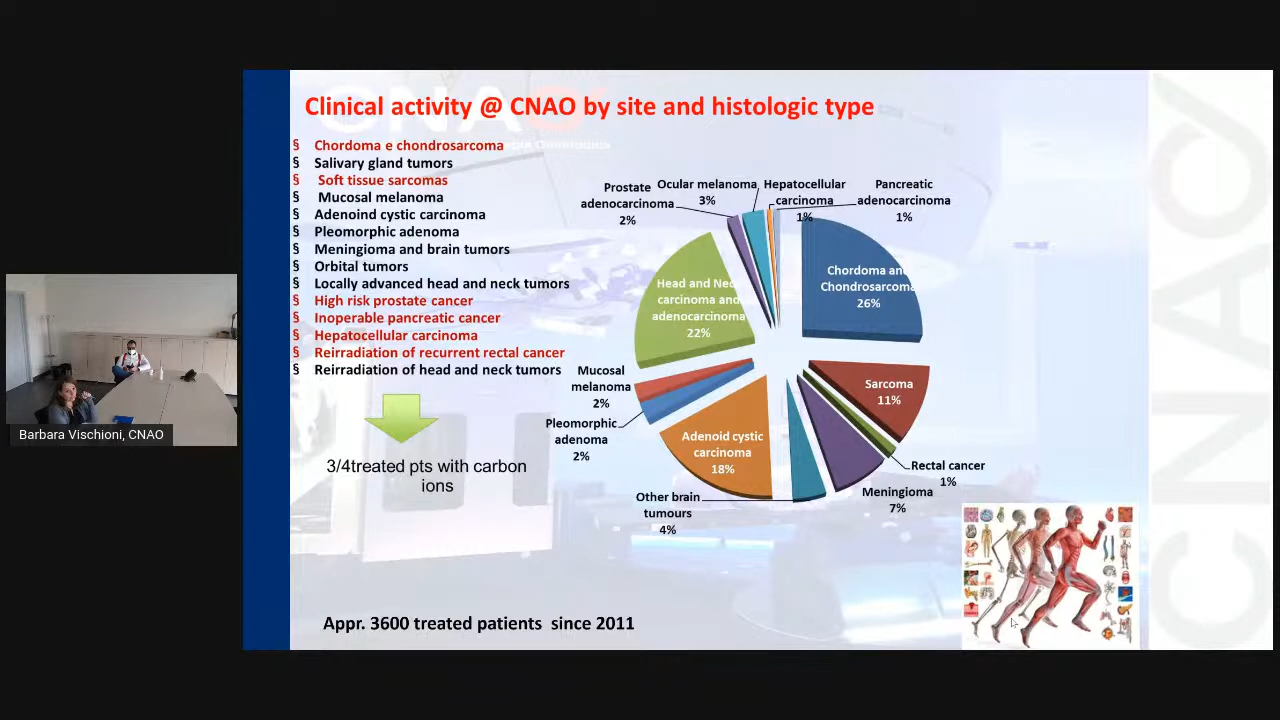 Clinical activity @ CNAO by site and histologic type
§ Chordoma e chondrosarcoma
§ Salivary gland tumors
§ Soft tissue sarcomas
§ Mucosal melanoma
§ Adenoind cystic carcinoma
§ Pleomorphic adenoma
§ Meningioma and brain tumors
§ Orbital tumors
§ Locally advanced head and neck tumors
§ High risk prostate cancer
§ Inoperable pancreatic cancer
§ Hepatocellular carcinoma
§ Reirradiation of recurrent rectal cancer
§ Reirradiation of head and neck tumors
3/4treated pts with carbon
ions
Appr. 3600 treated patients since 2011
Prostate
adenocarcinoma
2%
Ocular melanoma
3%
Hepatocellular
carcinoma
1%
Pancreatic
adenocarcinoma
1%
Chordoma and
Chondrosarcoma
26%
Sarcoma
11%
Rectal cancer
1%
Meningioma
7%
Other brain
tumours
4%
Adenoid cystic
carcinoma
18%
Pleomorphic
adenoma
2%
Mucosal
melanoma
2%
Head and Neck
carcinoma and
adenocarcinoma
22%
Barbara Vischioni, CNAO
CNAO
CNAO